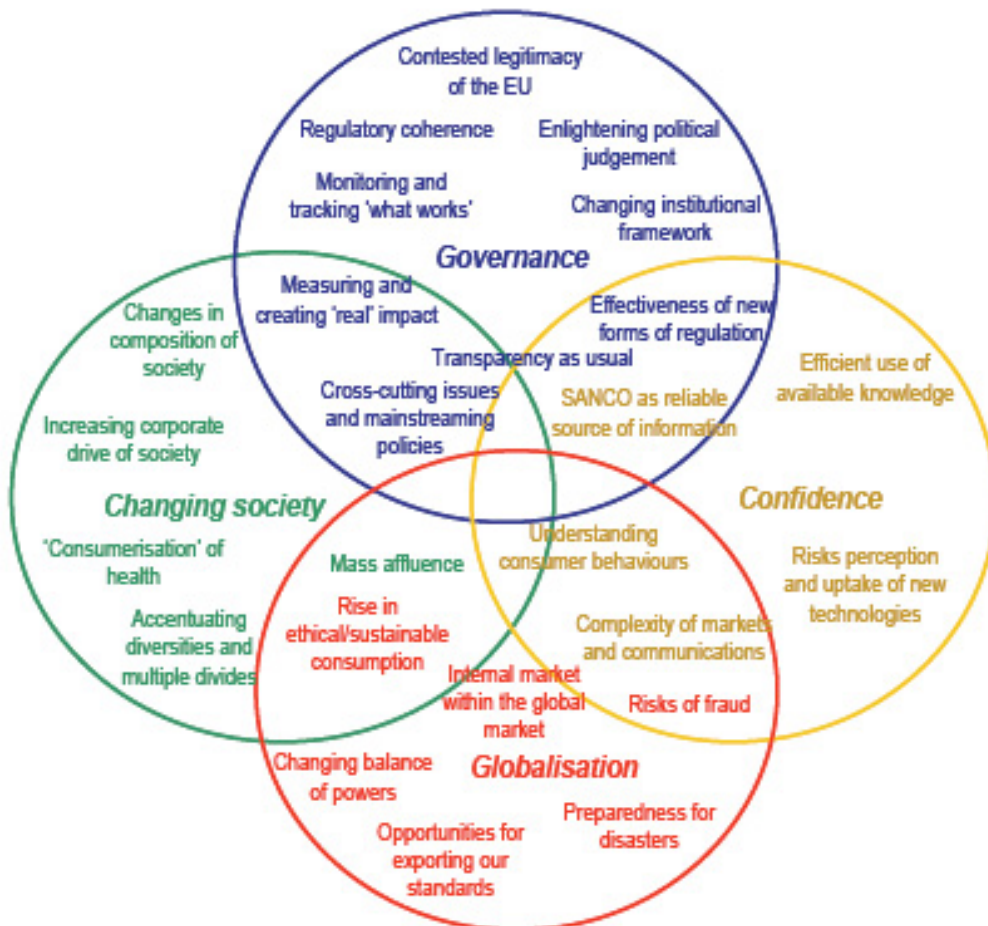 Contested legitimacy
of the EU
Regulatory coherence
Enlightening political
judgement
Monitoring and
tracking 'what works'
Changing institutional
framework
Governance
Measuring and
creating 'real' impact
Effectiveness of new
forms of regulation
Changes in
composition of
society
Transparency as usual
Efficient use of
available knowledge
Cross-cutting issues
and mainstreaming
policies
SANCO as reliable
source of information
Increasing corporate
drive of society
Changing society
Confidence
'Consumerisation' of
health
Mass affluence
Understanding
consumer behaviours
Risks perception
and uptake of new
technologies
Accentuating
diversities and
multiple divides
Rise in
ethical/sustainable
consumption
Complexity of markets
and communications
Internal market
within the global
market
Risks of fraud
Changing balance
of powers
Globalisation
Preparedness for
disasters
Opportunities for
exporting our
standards